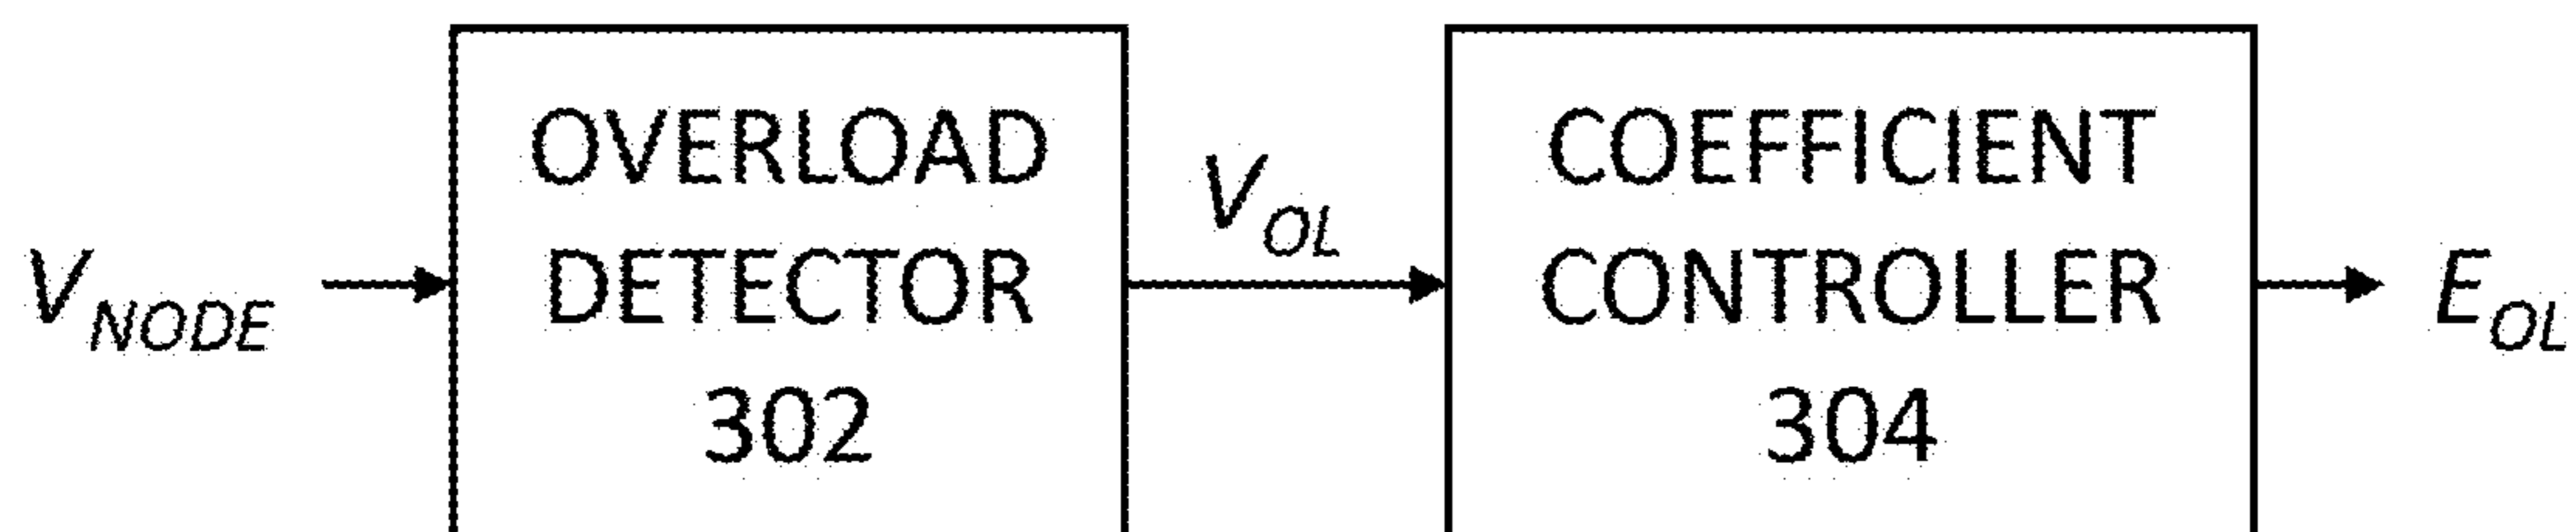 V_NODE
OVERLOAD
DETECTOR
302
V_OL
COEFFICIENT
CONTROLLER
304
E_OL